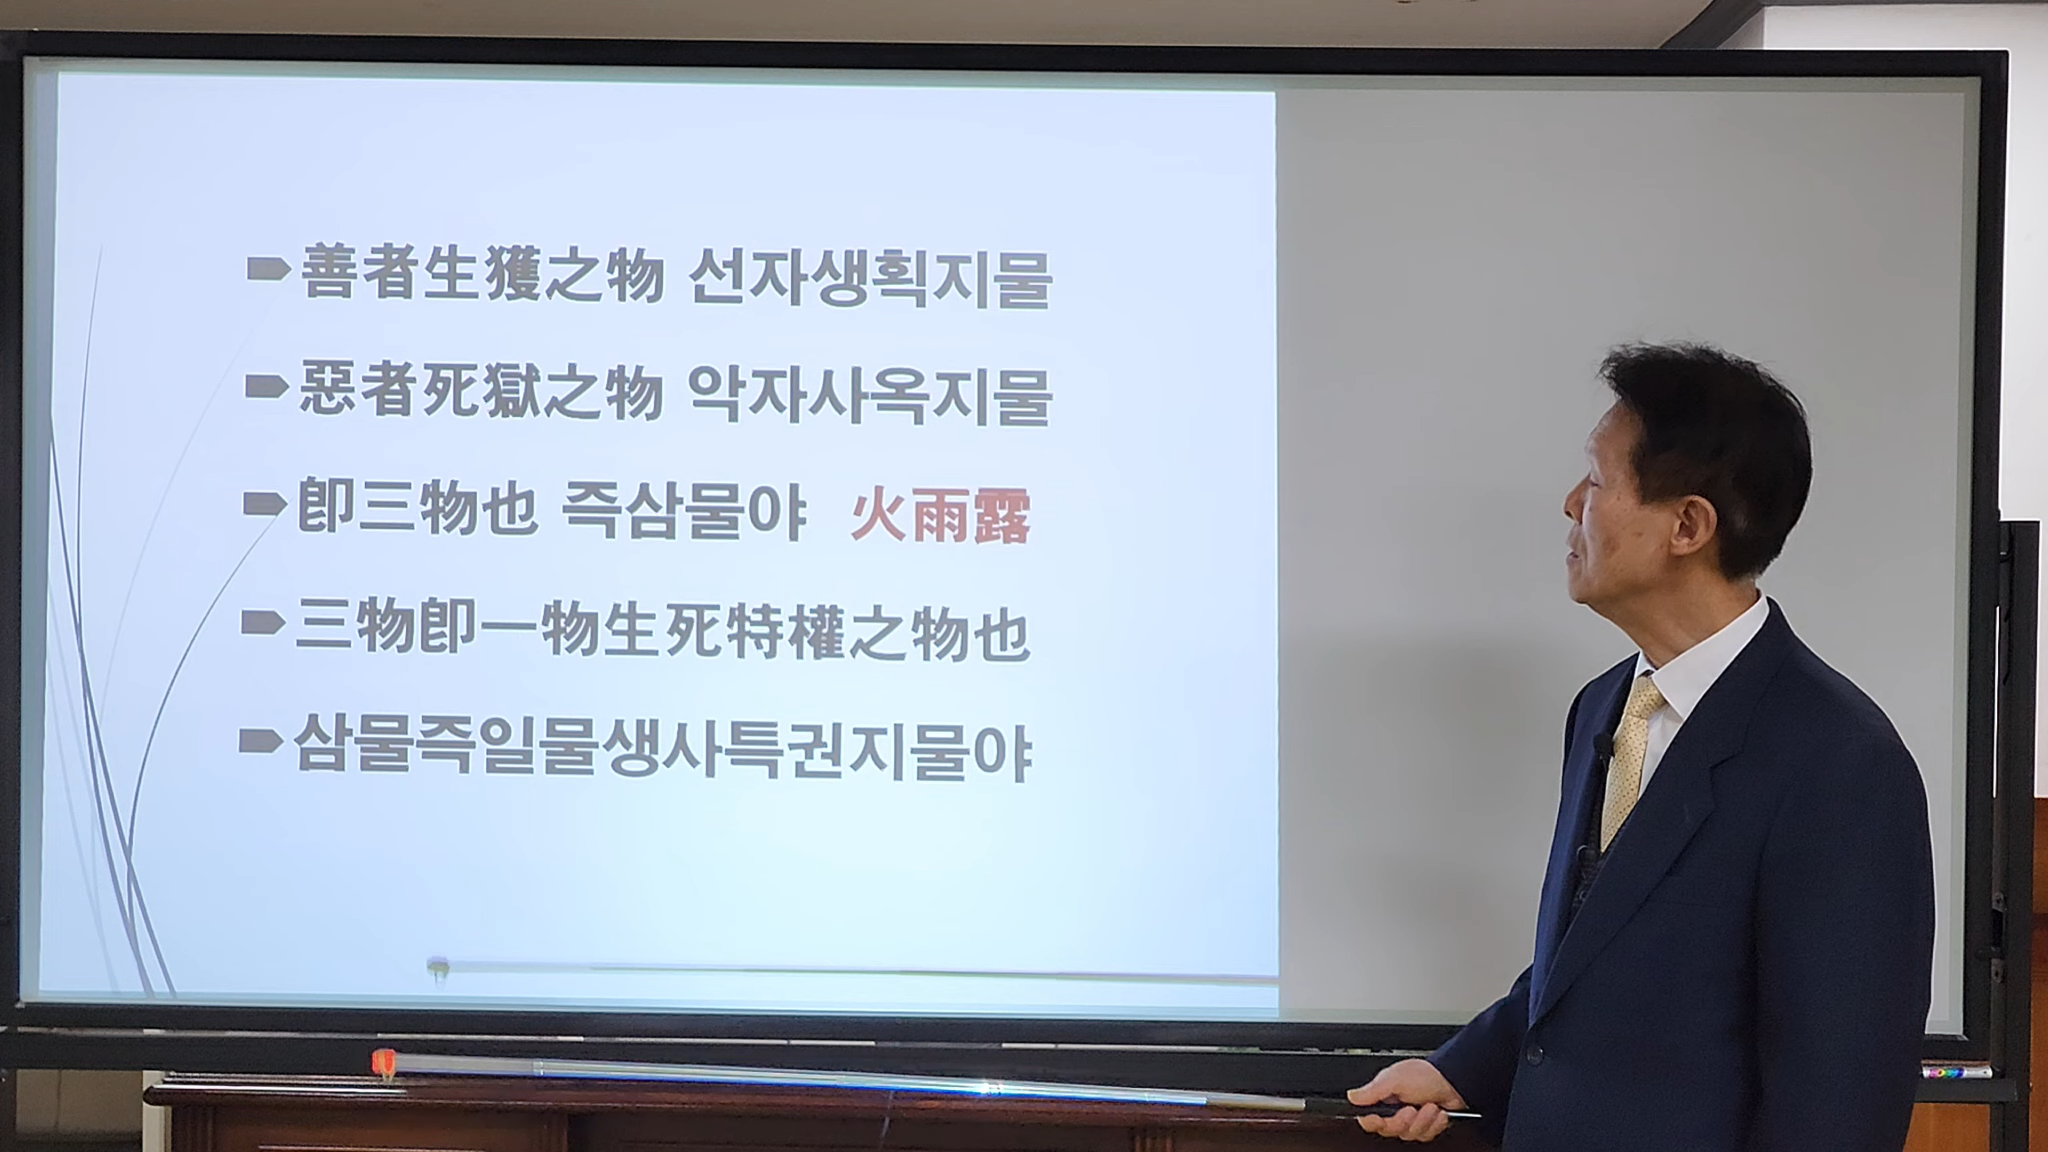 善者生獲之物 선자생획지물
惡者死獄之物 악자사옥지물
卽三物也 즉삼물야 火雨露
三物卽一物生死特權之物也
삼물즉일물생사특권지물야